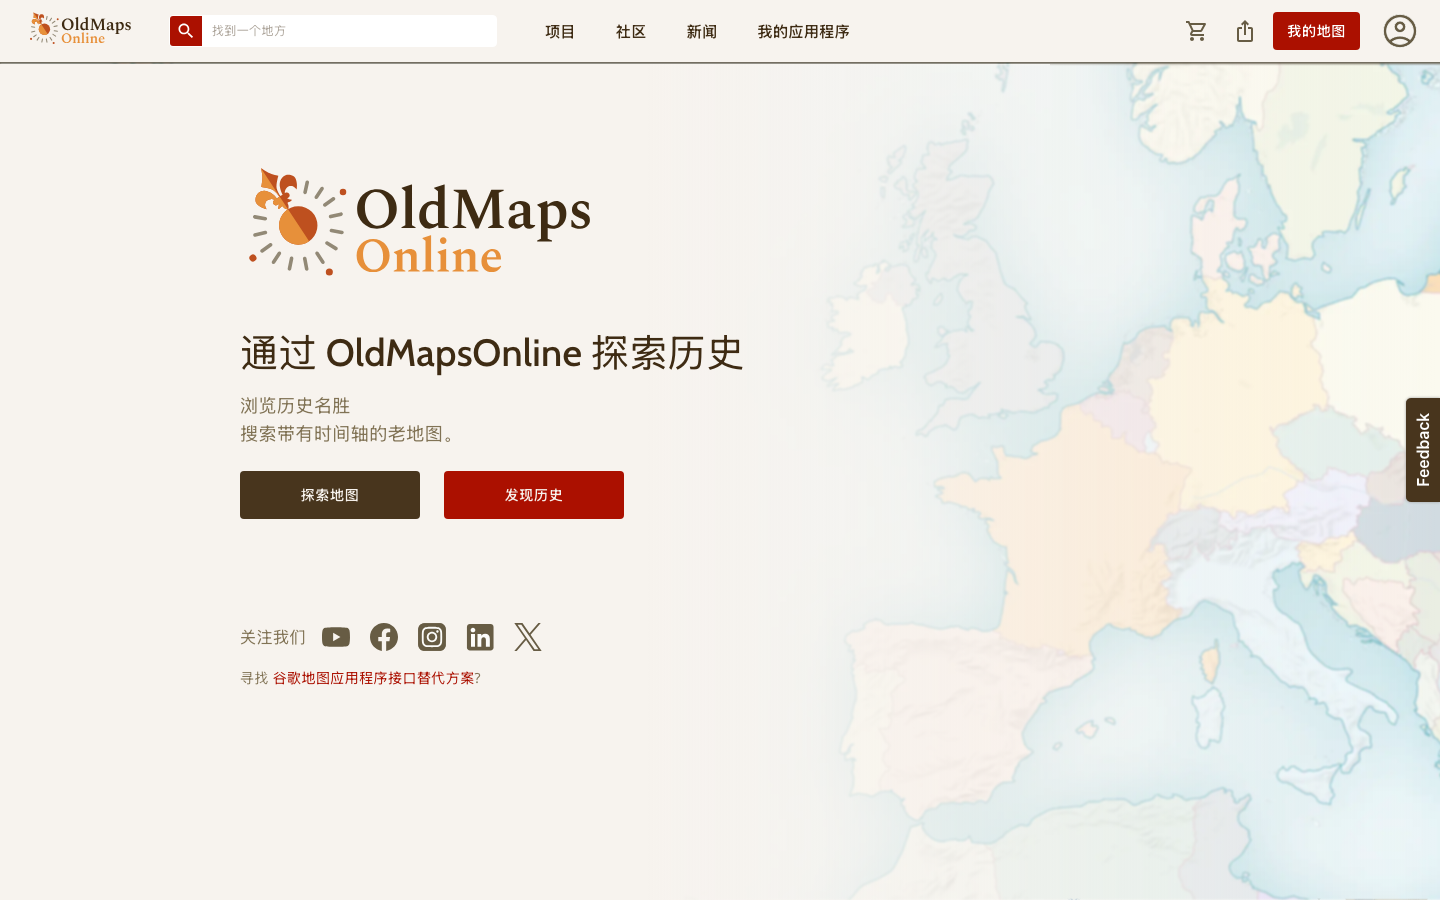 OldMaps
Online
找到一个地方
项目
社区
新闻
我的应用程序
我的地图
OldMaps
Online
通过 OldMapsOnline 探索历史
浏览历史名胜
搜索带有时间轴的老地图。
探索地图
发现历史
Feedback
关注我们
寻找 谷歌地图应用程序接口替代方案?